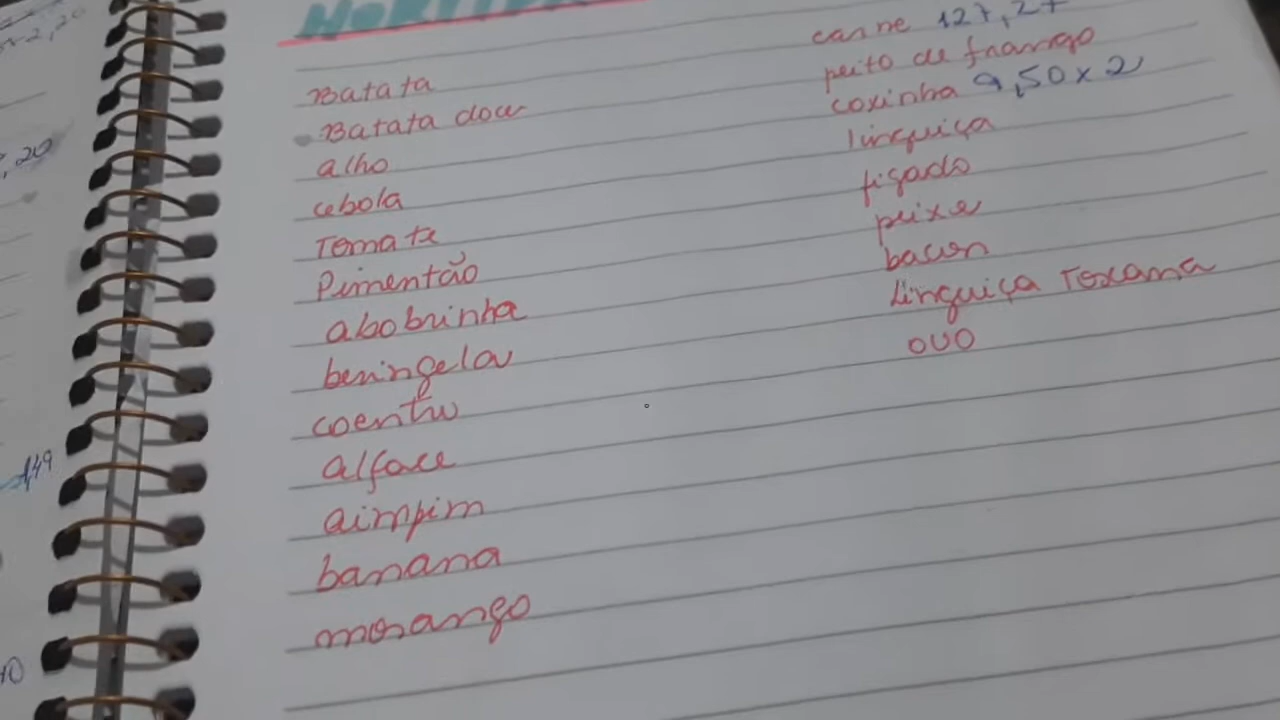 Batata
Batata doce
alho
cebola
Tomate
Pimentão
abobrinha
beringela
coentro
alface
aimpim
banana
morango
carne 127,27
peito de frango
coxinha 9,50 x 2
linguiça
figado
peixe
bacon
linguiça Toscana
ovo